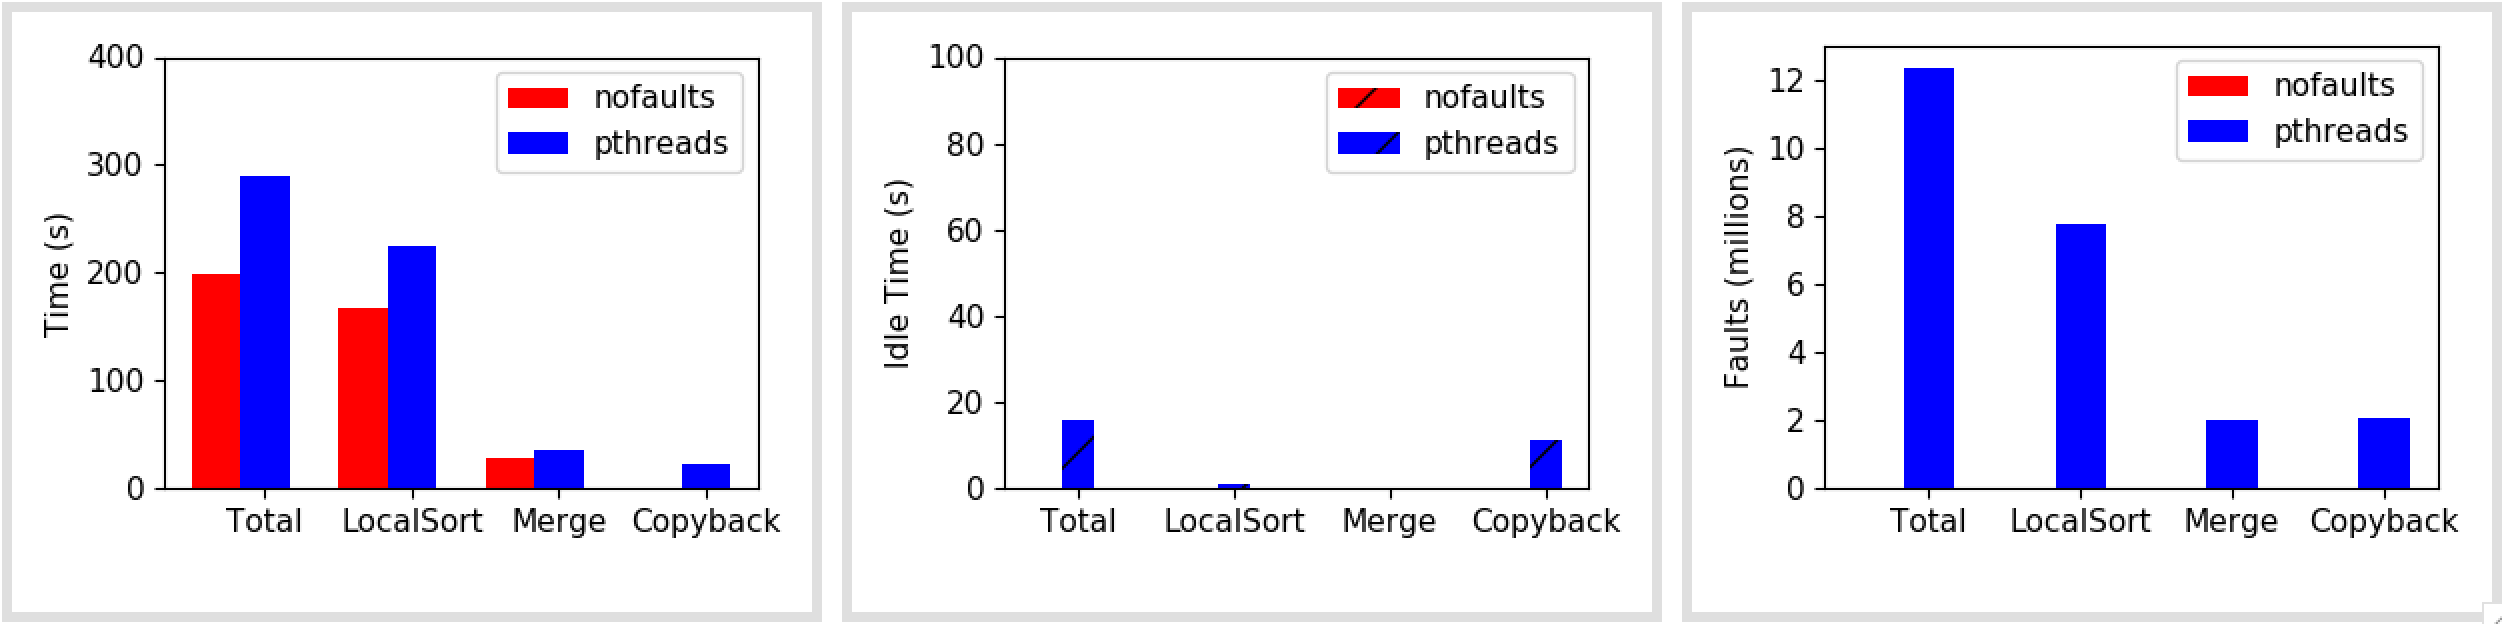 Time (s)
400
300
200
100
0
nofaults
pthreads
Total LocalSort Merge Copyback
Idle Time (s)
100
80
60
40
20
0
nofaults
pthreads
Total LocalSort Merge Copyback
Faults (millions)
12
10
8
6
4
2
0
nofaults
pthreads
Total LocalSort Merge Copyback